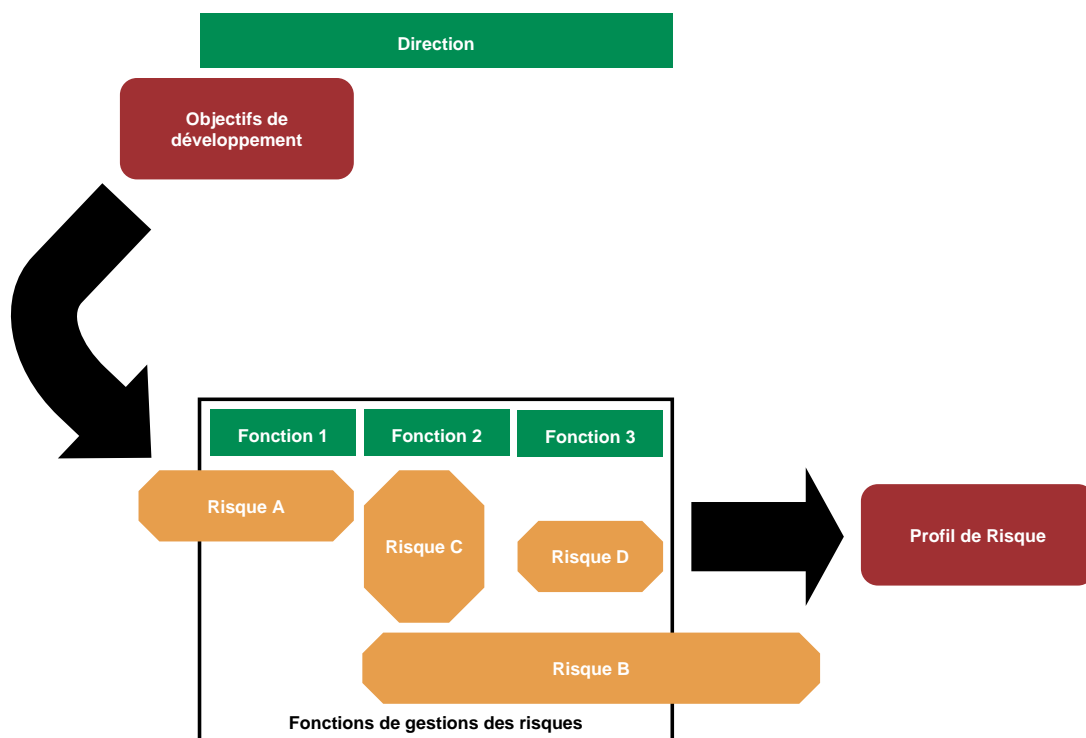 Direction
Objectifs de
développement
Fonction 1
Fonction 2
Fonction 3
Risque A
Risque C
Risque D
Profil de Risque
Risque B
Fonctions de gestions des risques